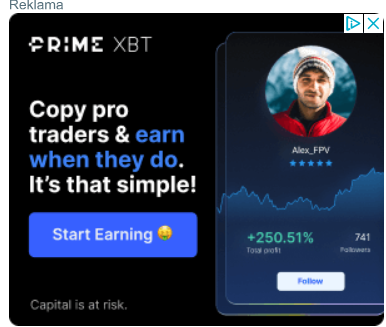 Reklama
PRIME XBT
Copy pro
traders & earn
when they do.
It's that simple!
Start Earning 🤑
Capital is at risk.
Alex_FPV
★★★★★
+250.51%
Total profit
741
Followers
Follow